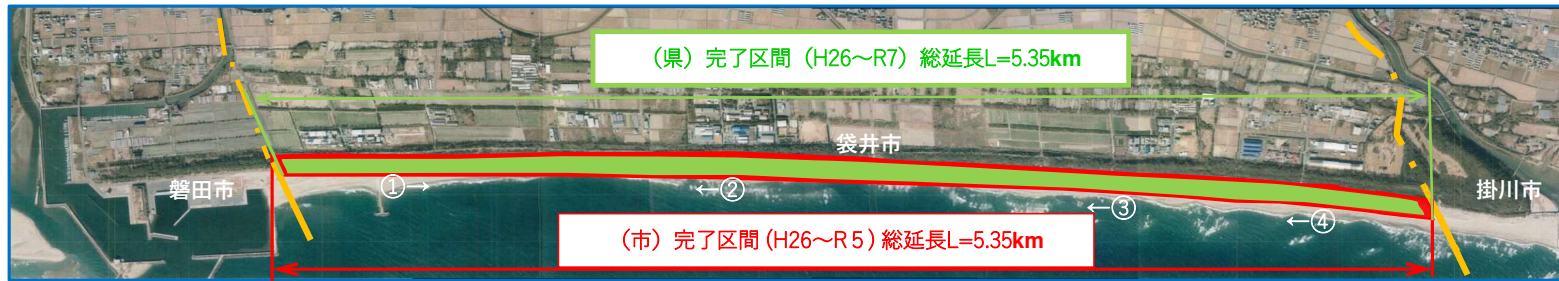 （県）完了区間（H26～R7）総延長L=5.35km
袋井市
磐田市
①→
←②
←③
←④
掛川市
（市）完了区間(H26～R５)総延長L=5.35km